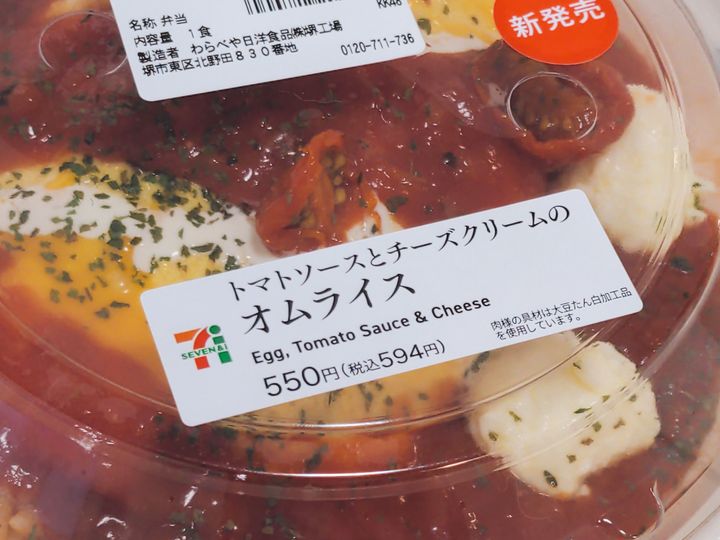 KK46
名称 弁当
内容量 1食
製造者 わらべや日洋食品㈱堺工場
堺市東区北野田830番地
0120-711-736
新発売
トマトソースとチーズクリームの
オムライス
Egg, Tomato Sauce & Cheese
550円(税込594円)
7
SEVEN&i
肉様の具材は大豆たん白加工品
を使用しています。